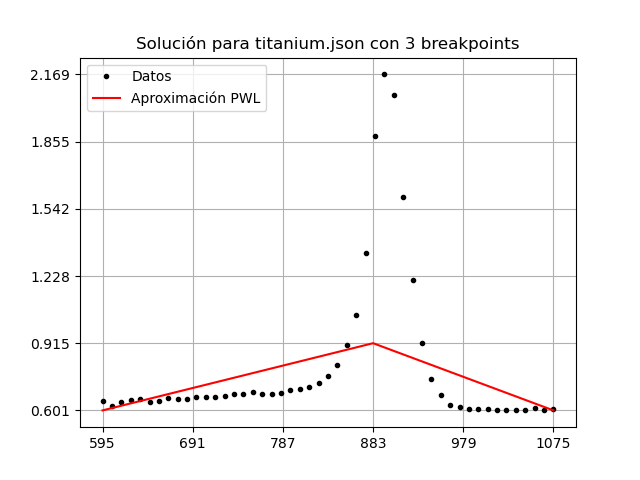 Solución para titanium.json con 3 breakpoints
Datos
Aproximación PWL
2.169
1.855
1.542
1.228
0.915
0.601
595 691 787 883 979 1075